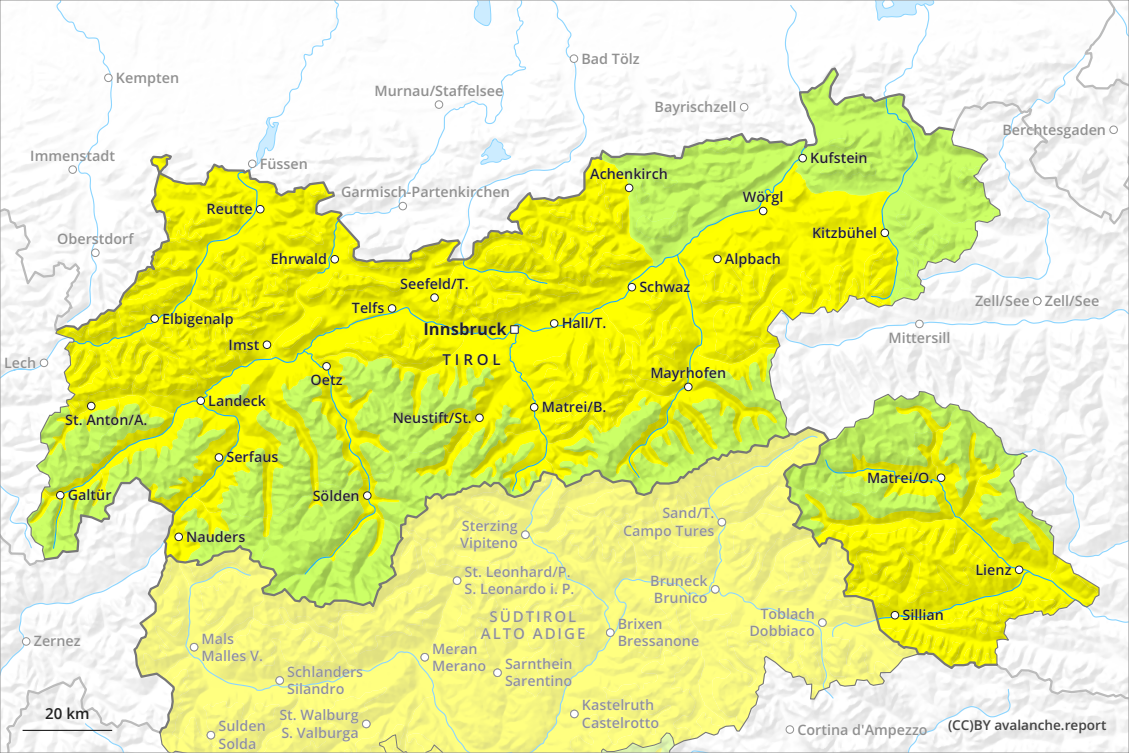 Kempten
Bad Tölz
Murnau/Staffelsee
Bayrischzell
Berchtesgaden
Immenstadt
Füssen
Kufstein
Achenkirch
Garmisch-Partenkirchen
Wörgl
Reutte
Oberstdorf
Kitzbühel
Ehrwald
Alpbach
Seefeld/T.
Schwaz
Zell/See
Zell/See
Telfs
Elbigenalp
Innsbruck
Hall/T.
Mittersill
Imst
Lech
TIROL
Oetz
Mayrhofen
Landeck
St. Anton/A.
Neustift/St.
Matrei/B.
Serfaus
Matrei/O.
Galtür
Sölden
Sand/T.
Campo Tures
Sterzing
Vipiteno
Nauders
St. Leonhard/P.
S. Leonardo i. P.
Lienz
Bruneck
Brunico
SÜDTIROL
ALTO ADIGE
Toblach
Dobbiaco
Sillian
Brixen
Bressanone
Zernez
Mals
Malles V.
Meran
Merano
Sarnthein
Sarentino
Schlanders
Silandro
Kastelruth
Castelrotto
20 km
St. Walburg
S. Valburga
Sulden
Solda
Cortina d'Ampezzo
(CC)BY avalanche.report